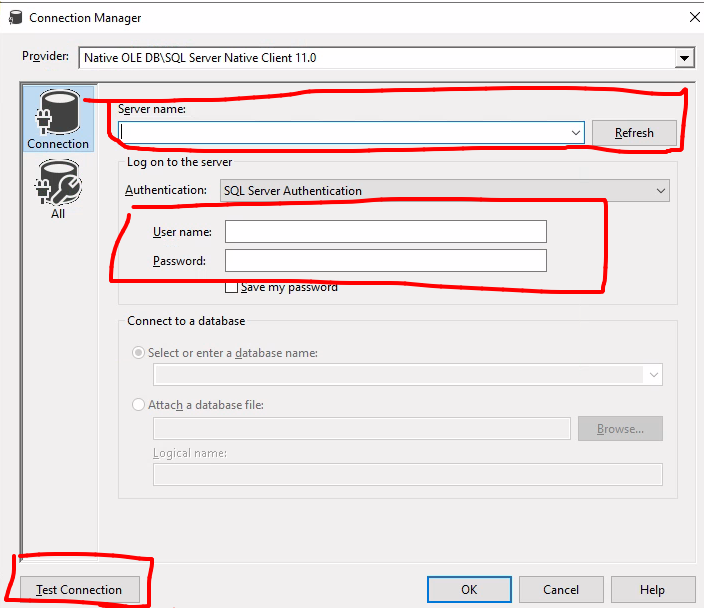 Connection Manager
Provider: Native OLE DB\SQL Server Native Client 11.0
Connection
All
Server name:
Refresh
Log on to the server
Authentication: SQL Server Authentication
User name:
Password:
Save my password
Connect to a database
Select or enter a database name:
Attach a database file:
Browse...
Logical name:
Test Connection OK Cancel Help